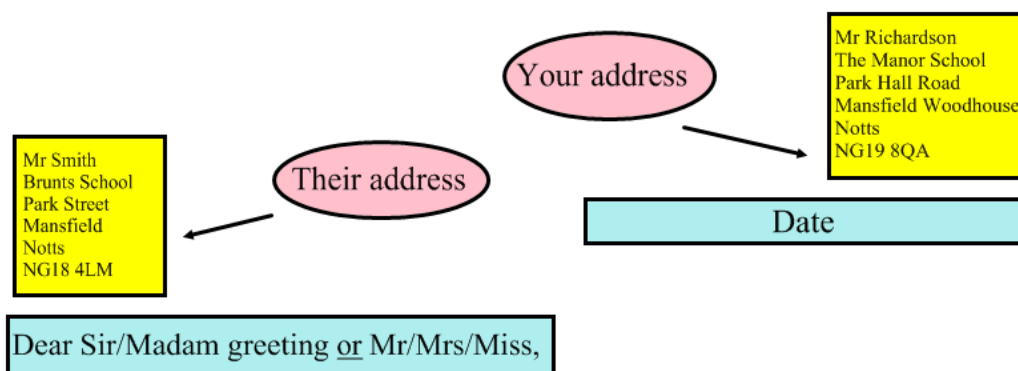 Your address
Mr Richardson
The Manor School
Park Hall Road
Mansfield Woodhouse
Notts
NG19 8QA
Their address
Mr Smith
Brunts School
Park Street
Mansfield
Notts
NG18 4LM
Date
Dear Sir/Madam greeting or Mr/Mrs/Miss,